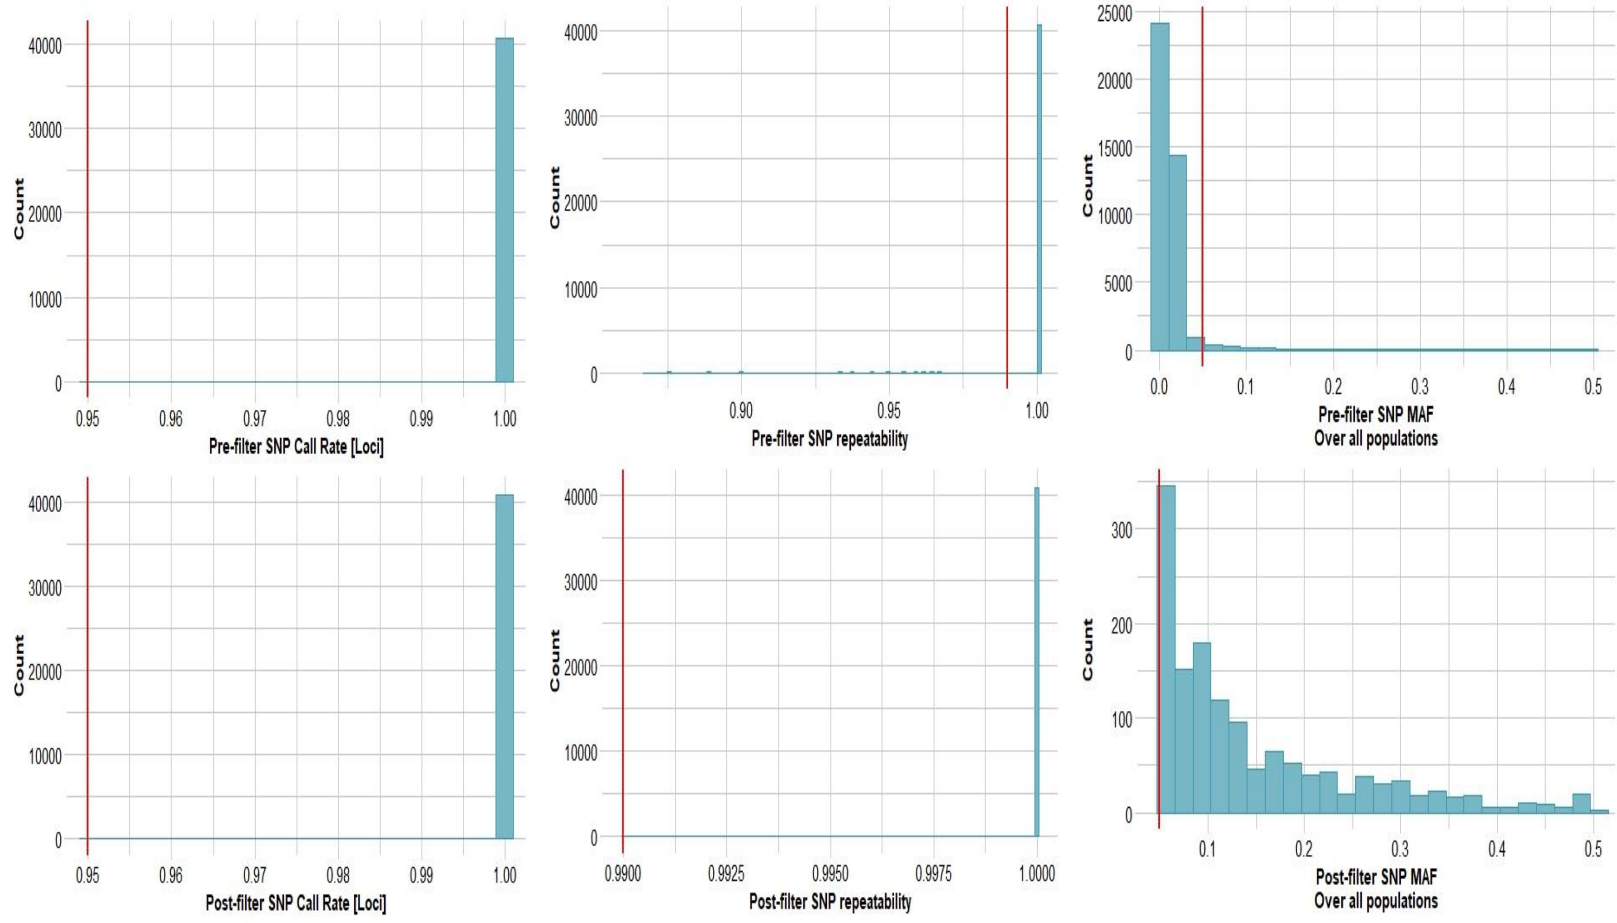 Count
40000
30000
20000
10000
0
0.95 0.96 0.97 0.98 0.99 1.00
Pre-filter SNP Call Rate [Loci]
Count
40000
30000
20000
10000
0
0.90 0.95 1.00
Pre-filter SNP repeatability
Count
25000
20000
15000
10000
5000
0
0.0 0.1 0.2 0.3 0.4 0.5
Pre-filter SNP MAF
Over all populations
Count
40000
30000
20000
10000
0
0.95 0.96 0.97 0.98 0.99 1.00
Post-filter SNP Call Rate [Loci]
Count
40000
30000
20000
10000
0
0.9900 0.9925 0.9950 0.9975 1.0000
Post-filter SNP repeatability
Count
300
200
100
0
0.1 0.2 0.3 0.4 0.5
Post-filter SNP MAF
Over all populations